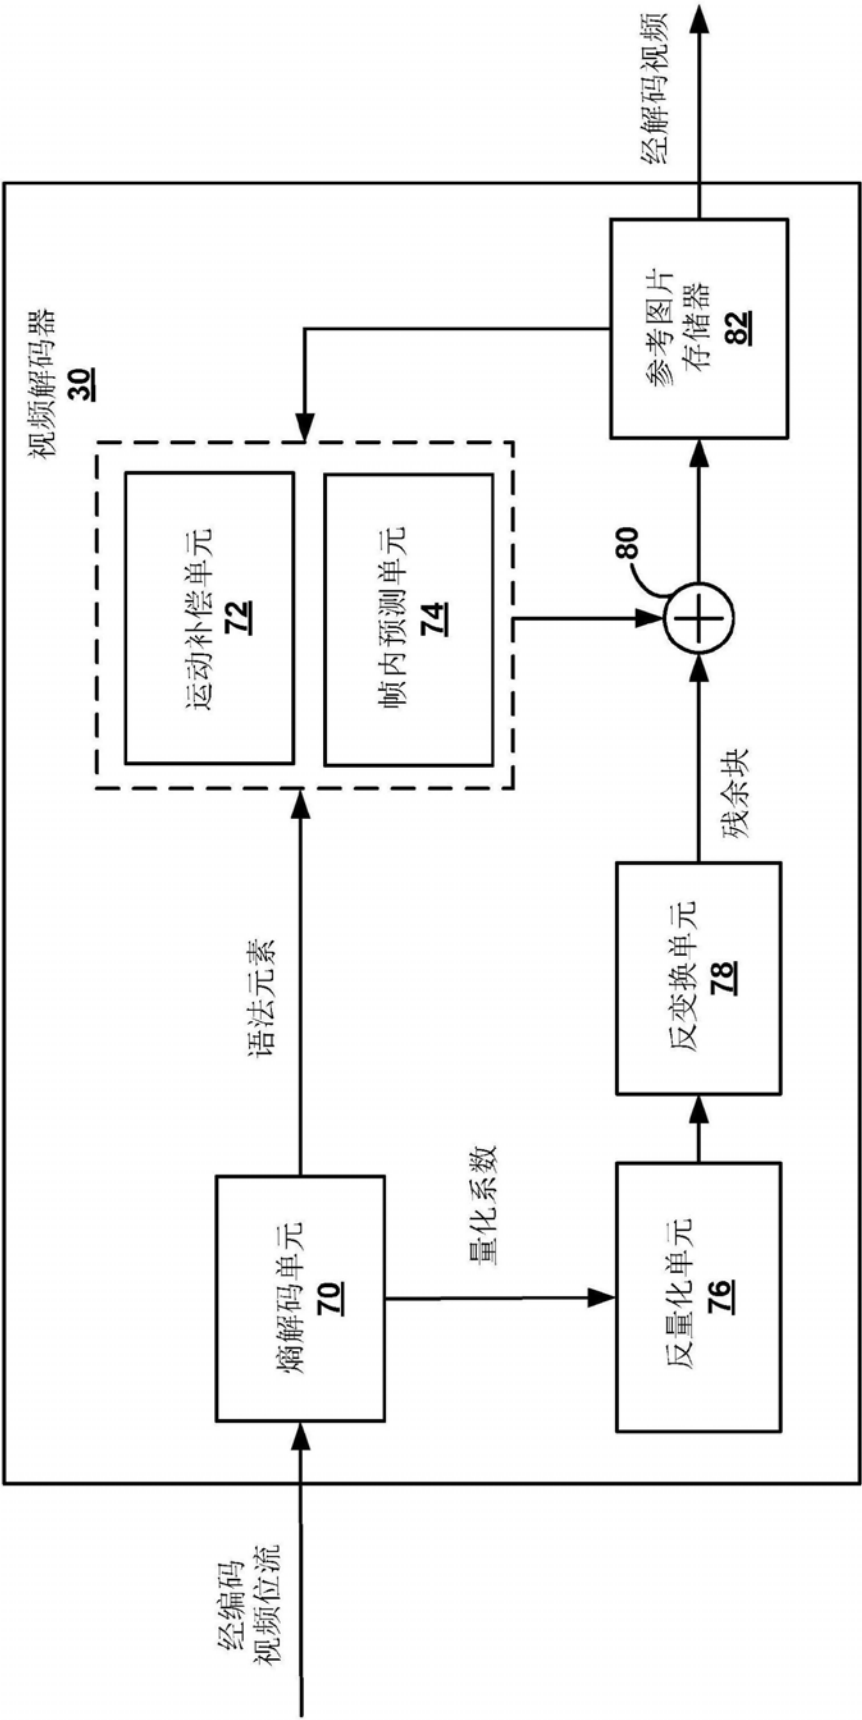 视频解码器
30
经编码
视频位流
熵解码单元
70
语法元素
运动补偿单元
72
帧内预测单元
74
量化系数
反量化单元
76
反变换单元
78
残余块
80
参考图片
存储器
82
经解码视频